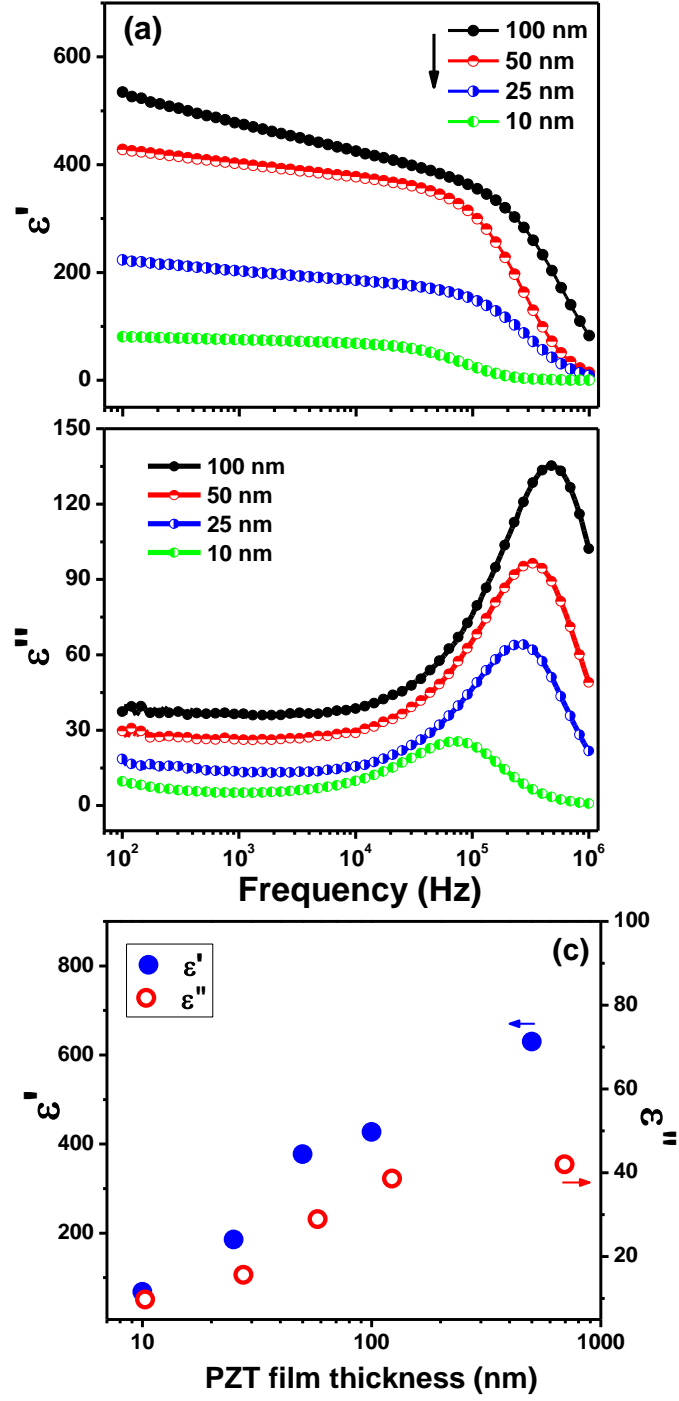 (a)
100 nm
50 nm
25 nm
10 nm
600
400
200
0
ε'
150
120
90
60
30
0
ε''
100 nm
50 nm
25 nm
10 nm
10² 10³ 10⁴ 10⁵ 10⁶
Frequency (Hz)
(c)
ε'
ε''
800
600
400
200
ε'
100
80
60
40
20
ε''
10 100 1000
PZT film thickness (nm)